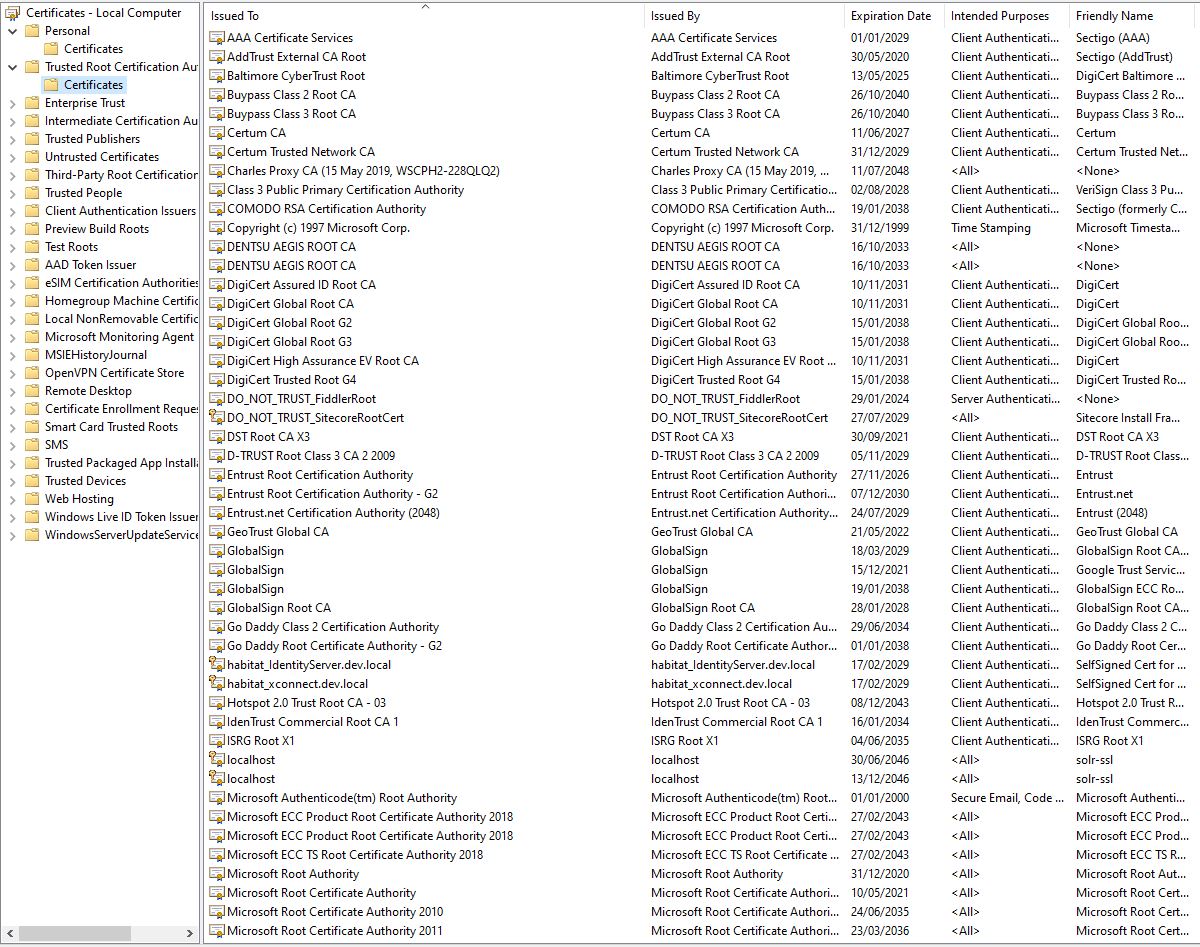 Certificates - Local Computer
Personal
Certificates
Trusted Root Certification Au
Certificates
Enterprise Trust
Intermediate Certification Au
Trusted Publishers
Untrusted Certificates
Third-Party Root Certification
Trusted People
Client Authentication Issuers
Preview Build Roots
Test Roots
AAD Token Issuer
eSIM Certification Authorities
Homegroup Machine Certific
Local NonRemovable Certific
Microsoft Monitoring Agent
MSIEHistoryJournal
OpenVPN Certificate Store
Remote Desktop
Certificate Enrollment Reques
Smart Card Trusted Roots
SMS
Trusted Packaged App Installa
Trusted Devices
Web Hosting
Windows Live ID Token Issuer
WindowsServerUpdateService
Issued To Issued By Expiration Date Intended Purposes Friendly Name
AAA Certificate Services AAA Certificate Services 01/01/2029 Client Authenticati... Sectigo (AAA)
AddTrust External CA Root AddTrust External CA Root 30/05/2020 Client Authenticati... Sectigo (AddTrust)
Baltimore CyberTrust Root Baltimore CyberTrust Root 13/05/2025 Client Authenticati... DigiCert Baltimore ...
Buypass Class 2 Root CA Buypass Class 2 Root CA 26/10/2040 Client Authenticati... Buypass Class 2 Ro...
Buypass Class 3 Root CA Buypass Class 3 Root CA 26/10/2040 Client Authenticati... Buypass Class 3 Ro...
Certum CA Certum CA 11/06/2027 Client Authenticati... Certum
Certum Trusted Network CA Certum Trusted Network CA 31/12/2029 Client Authenticati... Certum Trusted Net...
Charles Proxy CA (15 May 2019, WSCPH2-228QLQ2) Charles Proxy CA (15 May 2019, ... 11/07/2048 <All> <None>
Class 3 Public Primary Certification Authority Class 3 Public Primary Certificatio... 02/08/2028 Client Authenticati... VeriSign Class 3 Pu...
COMODO RSA Certification Authority COMODO RSA Certification Auth... 19/01/2038 Client Authenticati... Sectigo (formerly C...
Copyright (c) 1997 Microsoft Corp. Copyright (c) 1997 Microsoft Corp. 31/12/1999 Time Stamping Microsoft Timesta...
DENTSU AEGIS ROOT CA DENTSU AEGIS ROOT CA 16/10/2033 <All> <None>
DENTSU AEGIS ROOT CA DENTSU AEGIS ROOT CA 16/10/2033 <All> <None>
DigiCert Assured ID Root CA DigiCert Assured ID Root CA 10/11/2031 Client Authenticati... DigiCert
DigiCert Global Root CA DigiCert Global Root CA 10/11/2031 Client Authenticati... DigiCert
DigiCert Global Root G2 DigiCert Global Root G2 15/01/2038 Client Authenticati... DigiCert Global Roo...
DigiCert Global Root G3 DigiCert Global Root G3 15/01/2038 Client Authenticati... DigiCert Global Roo...
DigiCert High Assurance EV Root CA DigiCert High Assurance EV Root ... 10/11/2031 Client Authenticati... DigiCert
DigiCert Trusted Root G4 DigiCert Trusted Root G4 15/01/2038 Client Authenticati... DigiCert Trusted Ro...
DO_NOT_TRUST_FiddlerRoot DO_NOT_TRUST_FiddlerRoot 29/01/2024 Server Authenticati... <None>
DO_NOT_TRUST_SitecoreRootCert DO_NOT_TRUST_SitecoreRootCert 27/07/2029 <All> Sitecore Install Fra...
DST Root CA X3 DST Root CA X3 30/09/2021 Client Authenticati... DST Root CA X3
D-TRUST Root Class 3 CA 2 2009 D-TRUST Root Class 3 CA 2 2009 05/11/2029 Client Authenticati... D-TRUST Root Class...
Entrust Root Certification Authority Entrust Root Certification Authority 27/11/2026 Client Authenticati... Entrust
Entrust Root Certification Authority - G2 Entrust Root Certification Authori... 07/12/2030 Client Authenticati... Entrust.net
Entrust.net Certification Authority (2048) Entrust.net Certification Authority... 24/07/2029 Client Authenticati... Entrust (2048)
GeoTrust Global CA GeoTrust Global CA 21/05/2022 Client Authenticati... GeoTrust Global CA
GlobalSign GlobalSign 18/03/2029 Client Authenticati... GlobalSign Root CA...
GlobalSign GlobalSign 15/12/2021 Client Authenticati... Google Trust Servic...
GlobalSign GlobalSign 19/01/2038 Client Authenticati... GlobalSign ECC Ro...
GlobalSign Root CA GlobalSign Root CA 28/01/2028 Client Authenticati... GlobalSign Root CA...
Go Daddy Class 2 Certification Authority Go Daddy Class 2 Certification Au... 29/06/2034 Client Authenticati... Go Daddy Class 2 C...
Go Daddy Root Certificate Authority - G2 Go Daddy Root Certificate Author... 01/01/2038 Client Authenticati... Go Daddy Root Cer...
habitat_IdentityServer.dev.local habitat_IdentityServer.dev.local 17/02/2029 Client Authenticati... SelfSigned Cert for ...
habitat_xconnect.dev.local habitat_xconnect.dev.local 17/02/2029 Client Authenticati... SelfSigned Cert for ...
Hotspot 2.0 Trust Root CA - 03 Hotspot 2.0 Trust Root CA - 03 08/12/2043 Client Authenticati... Hotspot 2.0 Trust R...
IdenTrust Commercial Root CA 1 IdenTrust Commercial Root CA 1 16/01/2034 Client Authenticati... IdenTrust Commerc...
ISRG Root X1 ISRG Root X1 04/06/2035 Client Authenticati... ISRG Root X1
localhost localhost 30/06/2046 <All> solr-ssl
localhost localhost 13/12/2046 <All> solr-ssl
Microsoft Authenticode(tm) Root Authority Microsoft Authenticode(tm) Root... 01/01/2000 Secure Email, Code ... Microsoft Authenti...
Microsoft ECC Product Root Certificate Authority 2018 Microsoft ECC Product Root Certi... 27/02/2043 <All> Microsoft ECC Prod...
Microsoft ECC Product Root Certificate Authority 2018 Microsoft ECC Product Root Certi... 27/02/2043 <All> Microsoft ECC Prod...
Microsoft ECC TS Root Certificate Authority 2018 Microsoft ECC TS Root Certificate ... 27/02/2043 <All> Microsoft ECC TS R...
Microsoft Root Authority Microsoft Root Authority 31/12/2020 <All> Microsoft Root Aut...
Microsoft Root Certificate Authority Microsoft Root Certificate Authori... 10/05/2021 <All> Microsoft Root Cert...
Microsoft Root Certificate Authority 2010 Microsoft Root Certificate Authori... 24/06/2035 <All> Microsoft Root Cert...
Microsoft Root Certificate Authority 2011 Microsoft Root Certificate Authori... 23/03/2036 <All> Microsoft Root Cert...